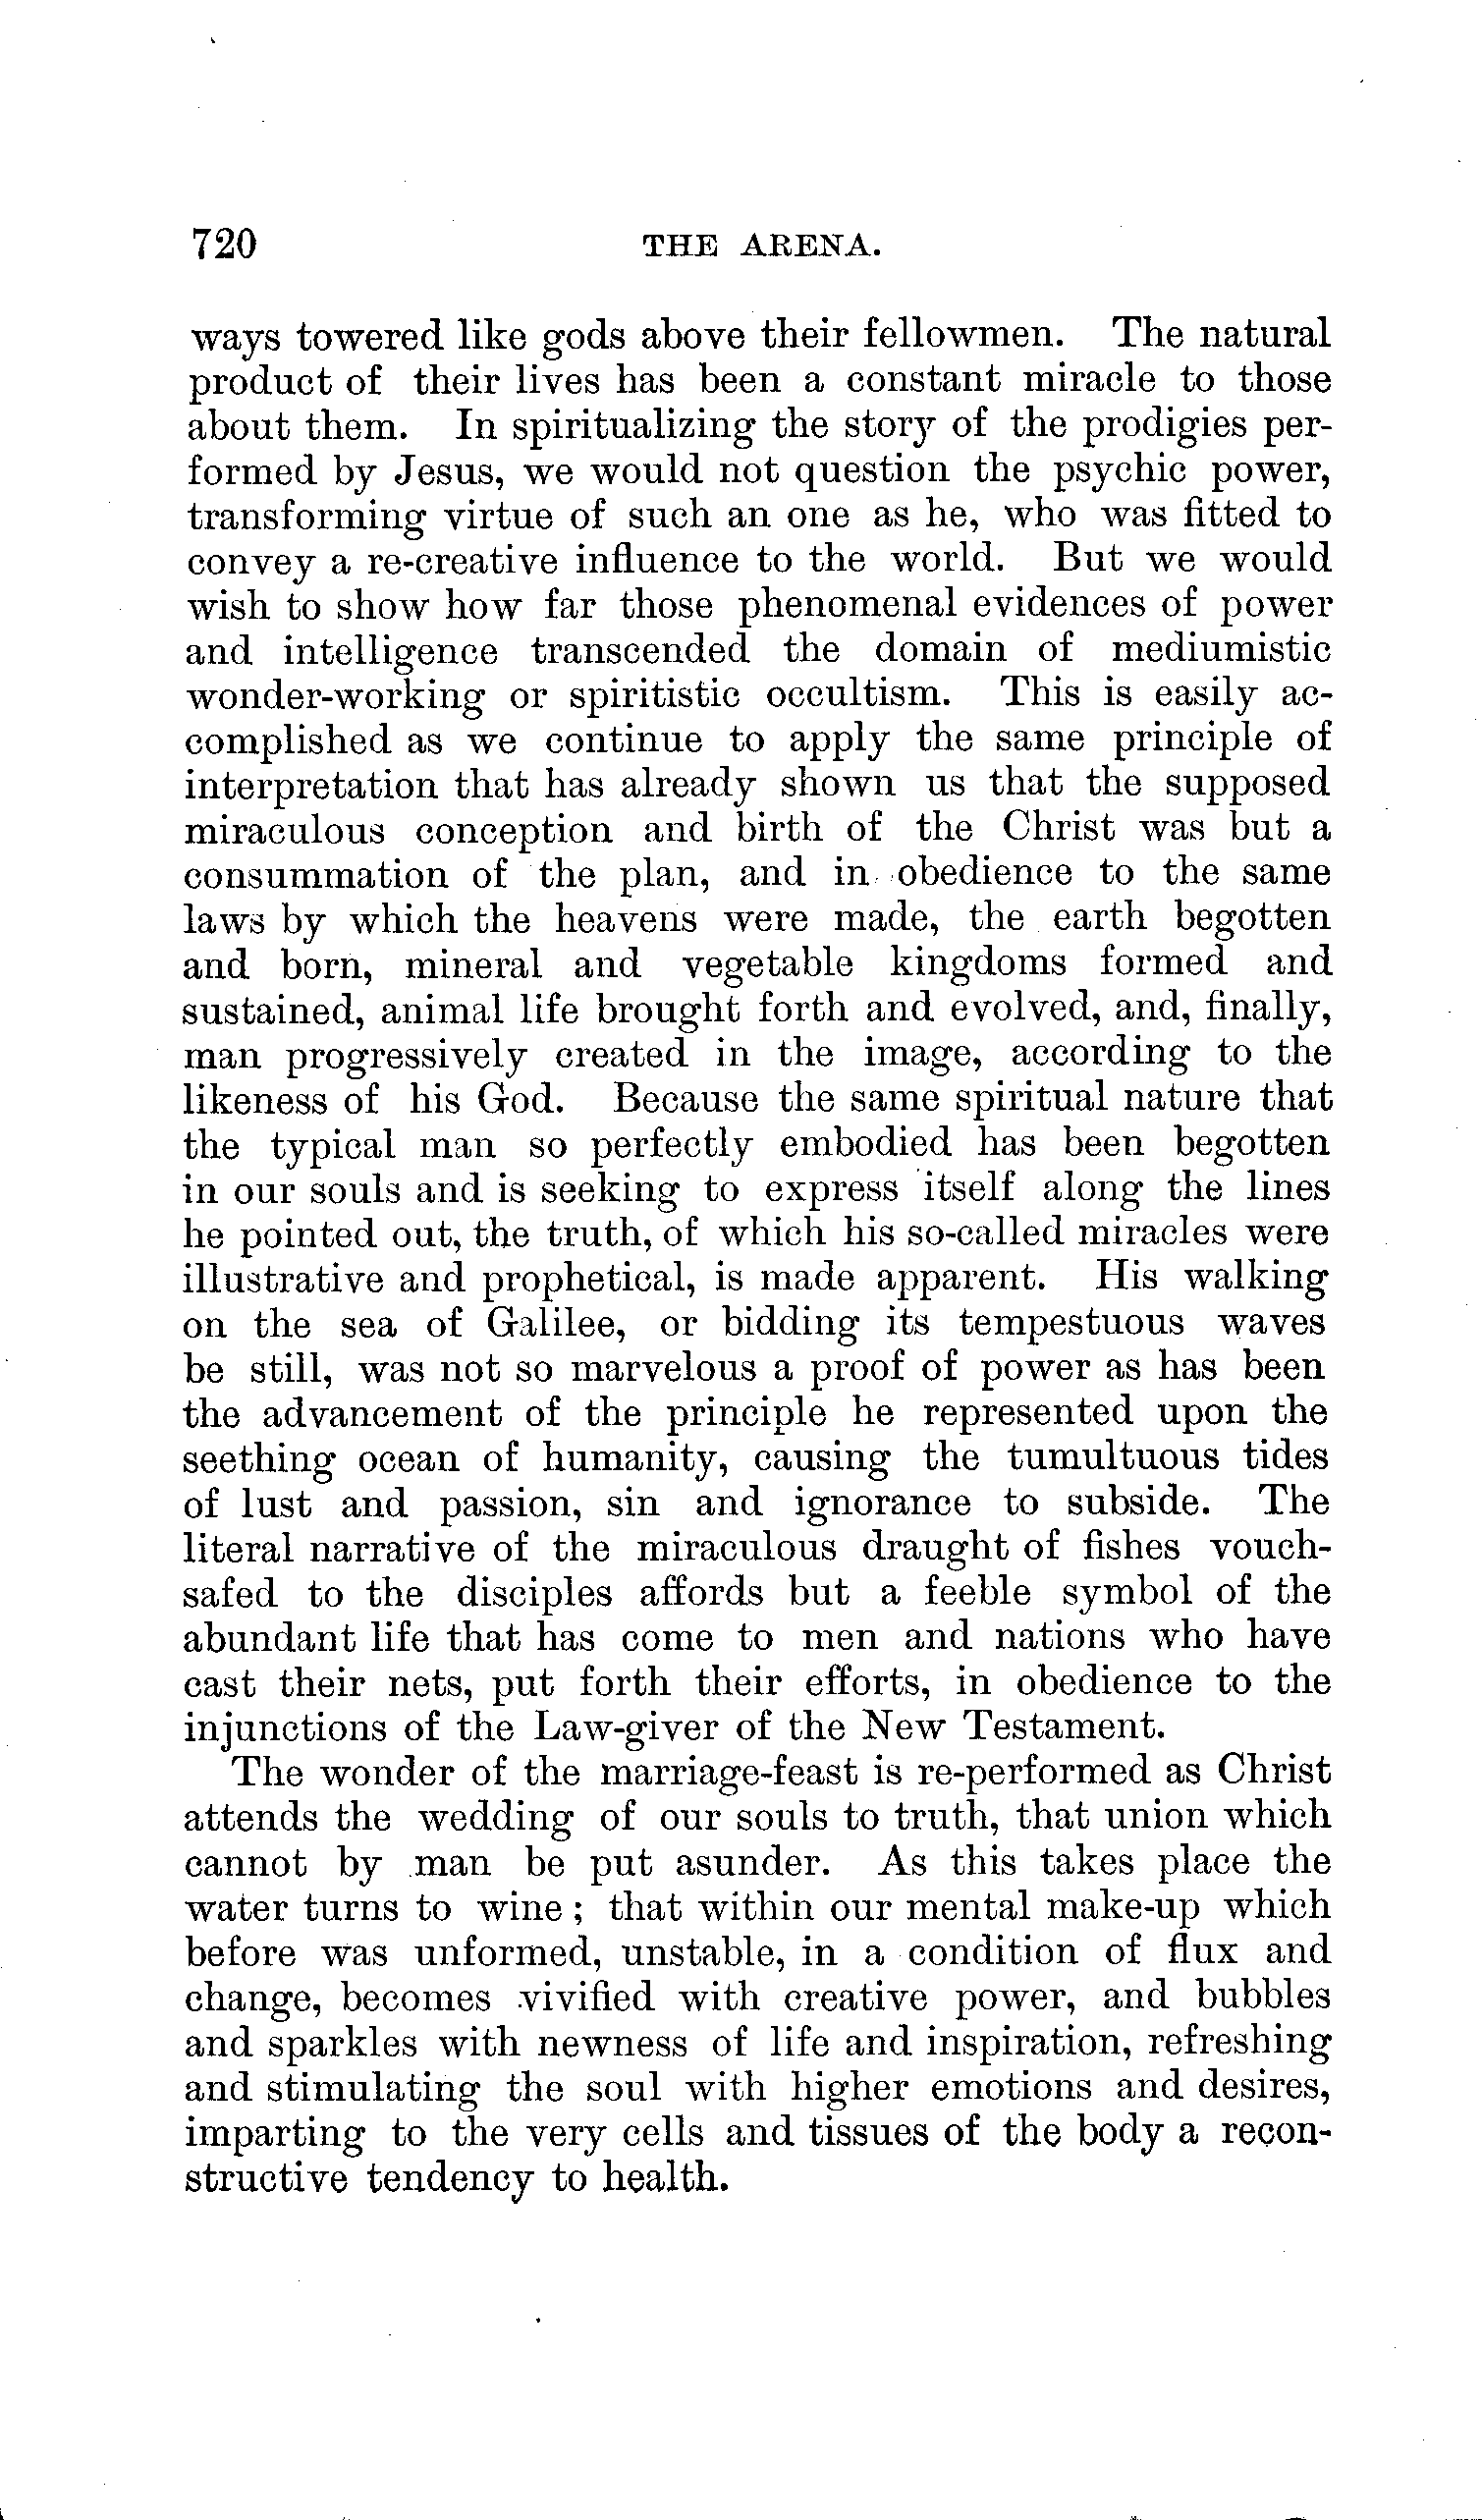 720 THE ARENA.
ways towered like gods above their fellowmen. The natural
product of their lives has been a constant miracle to those
about them. In spiritualizing the story of the prodigies per-
formed by Jesus, we would not question the psychic power,
transforming virtue of such an one as he, who was fitted to
convey a re-creative influence to the world. But we would
wish to show how far those phenomenal evidences of power
and intelligence transcended the domain of mediumistic
wonder-working or spiritistic occultism. This is easily ac-
complished as we continue to apply the same principle of
interpretation that has already shown us that the supposed
miraculous conception and birth of the Christ was but a
consummation of the plan, and in obedience to the same
laws by which the heavens were made, the earth begotten
and born, mineral and vegetable kingdoms formed and
sustained, animal life brought forth and evolved, and, finally,
man progressively created in the image, according to the
likeness of his God. Because the same spiritual nature that
the typical man so perfectly embodied has been begotten
in our souls and is seeking to express itself along the lines
he pointed out, the truth, of which his so-called miracles were
illustrative and prophetical, is made apparent. His walking
on the sea of Galilee, or bidding its tempestuous waves
be still, was not so marvelous a proof of power as has been
the advancement of the principle he represented upon the
seething ocean of humanity, causing the tumultuous tides
of lust and passion, sin and ignorance to subside. The
literal narrative of the miraculous draught of fishes vouch-
safed to the disciples affords but a feeble symbol of the
abundant life that has come to men and nations who have
cast their nets, put forth their efforts, in obedience to the
injunctions of the Law-giver of the New Testament.
The wonder of the marriage-feast is re-performed as Christ
attends the wedding of our souls to truth, that union which
cannot by man be put asunder. As this takes place the
water turns to wine; that within our mental make-up which
before was unformed, unstable, in a condition of flux and
change, becomes vivified with creative power, and bubbles
and sparkles with newness of life and inspiration, refreshing
and stimulating the soul with higher emotions and desires,
imparting to the very cells and tissues of the body a recon-
structive tendency to health.